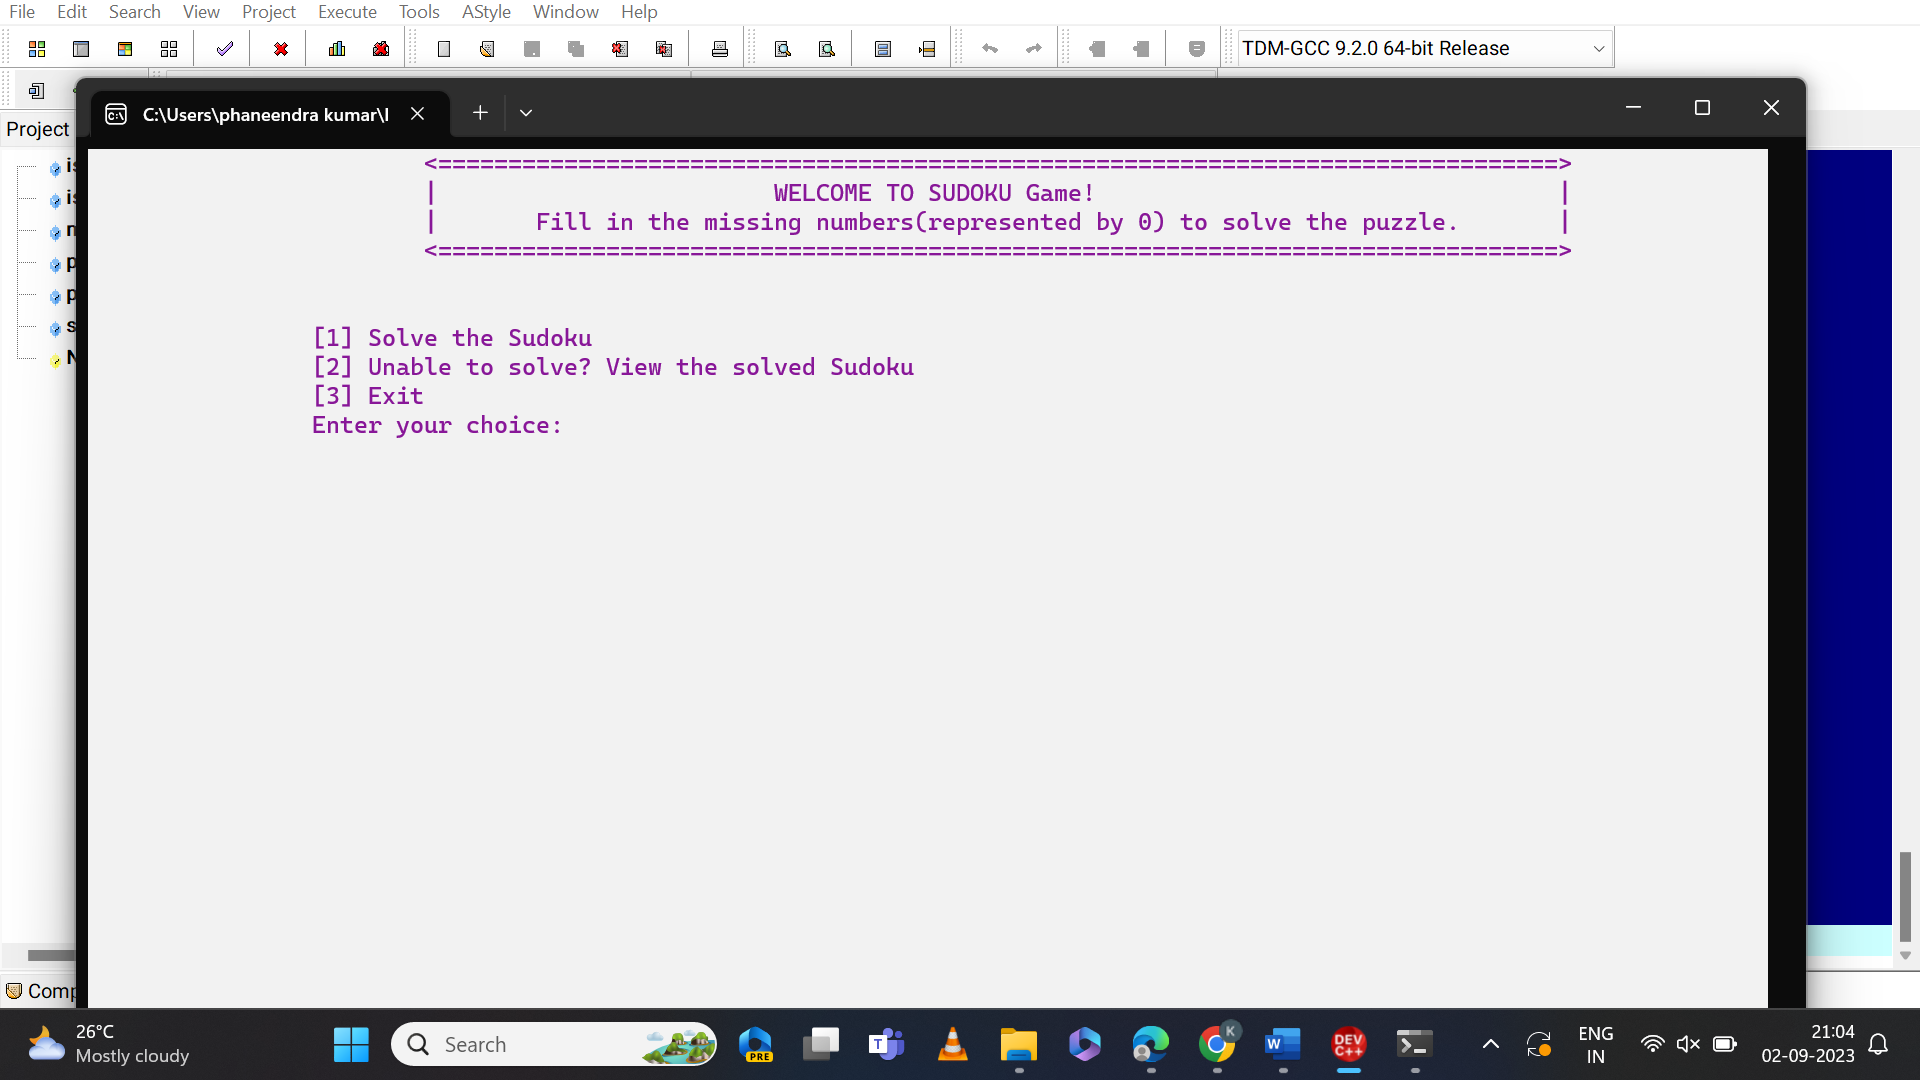 File Edit Search View Project Execute Tools AStyle Window Help
TDM-GCC 9.2.0 64-bit Release
C:\Users\phaneendra kumar\I
Project
<================================================================================>
| WELCOME TO SUDOKU Game! |
| Fill in the missing numbers(represented by 0) to solve the puzzle. |
<================================================================================>
[1] Solve the Sudoku
[2] Unable to solve? View the solved Sudoku
[3] Exit
Enter your choice:
Comp
26°C
Mostly cloudy
Search
PRE
T
K
W
DEV
C++
ENG
IN
21:04
02-09-2023